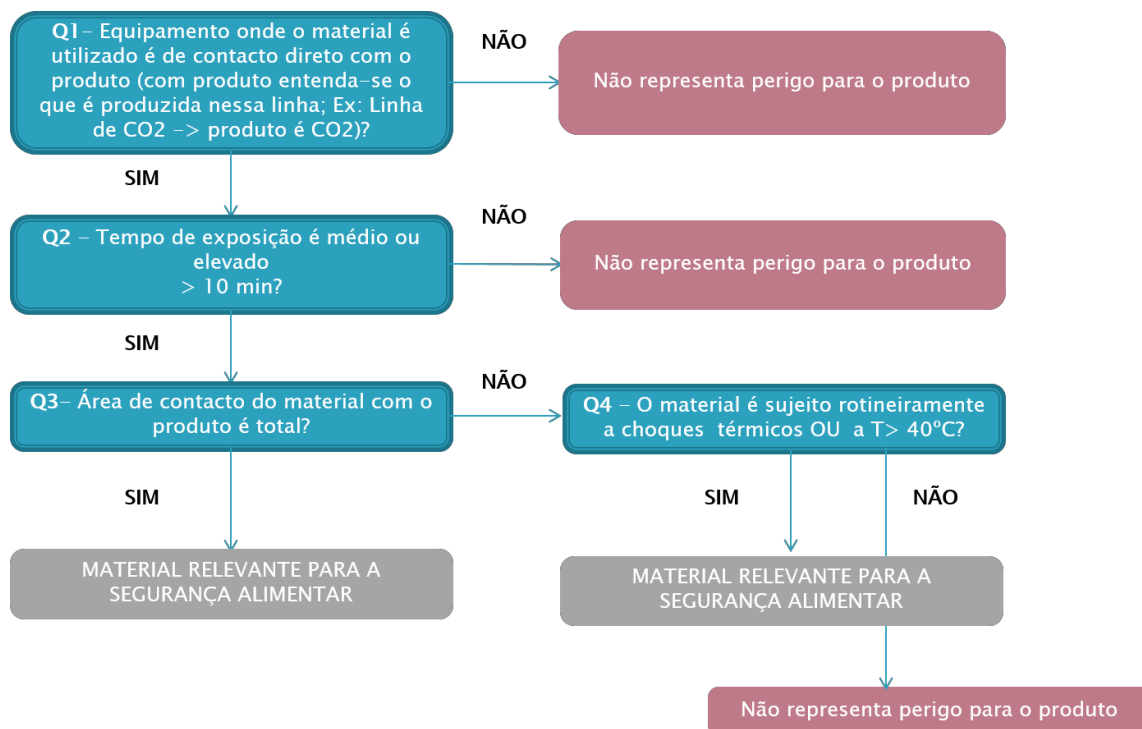 Q1– Equipamento onde o material é
utilizado é de contacto direto com o
produto (com produto entenda-se o
que é produzida nessa linha; Ex: Linha
de CO2 -> produto é CO2)?
NÃO
Não representa perigo para o produto
SIM
Q2 – Tempo de exposição é médio ou
elevado
> 10 min?
NÃO
Não representa perigo para o produto
SIM
Q3– Área de contacto do material com o
produto é total?
NÃO
Q4 – O material é sujeito rotineiramente
a choques térmicos OU a T> 40ºC?
SIM
SIM
NÃO
MATERIAL RELEVANTE PARA A
SEGURANÇA ALIMENTAR
MATERIAL RELEVANTE PARA A
SEGURANÇA ALIMENTAR
Não representa perigo para o produto